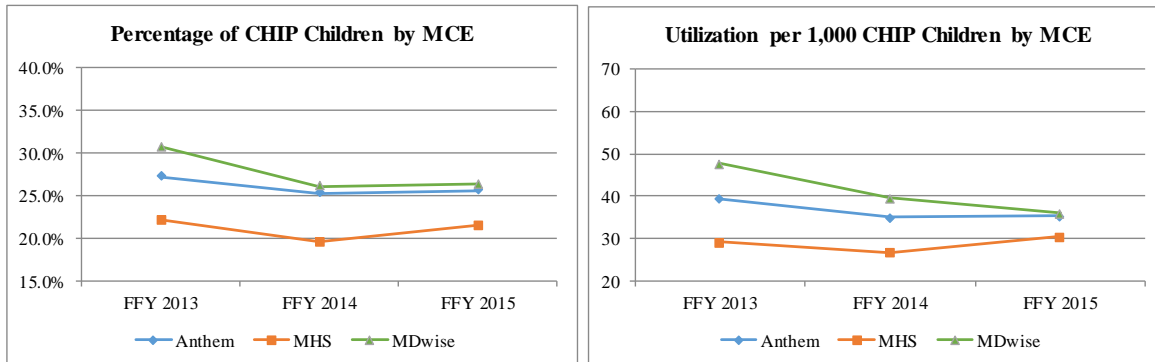 Percentage of CHIP Children by MCE
40.0%
35.0%
30.0%
25.0%
20.0%
15.0%
FFY 2013 FFY 2014 FFY 2015
Anthem MHS MDwise
Utilization per 1,000 CHIP Children by MCE
70
60
50
40
30
20
FFY 2013 FFY 2014 FFY 2015
Anthem MHS MDwise